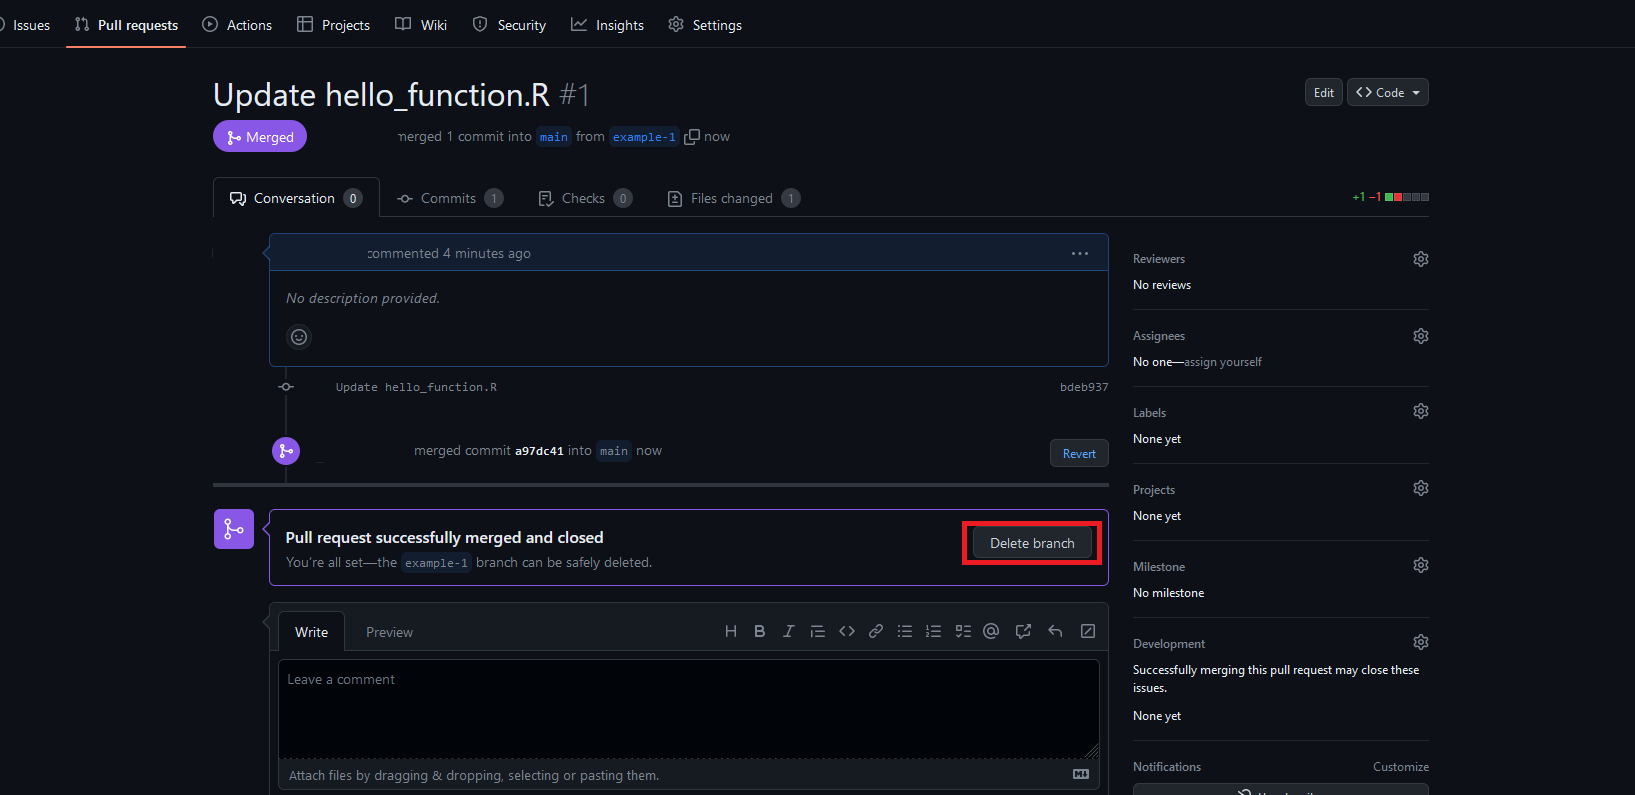 Issues Pull requests Actions Projects Wiki Security Insights Settings
Update hello_function.R #1
Edit <> Code
Merged merged 1 commit into main from example-1 now
Conversation 0 Commits 1 Checks 0 Files changed 1 +1 −1
commented 4 minutes ago ...
No description provided.
Update hello_function.R bdeb937
merged commit a97dc41 into main now Revert
Pull request successfully merged and closed
You're all set—the example-1 branch can be safely deleted.
Delete branch
Write Preview
Leave a comment
Attach files by dragging & dropping, selecting or pasting them.
Reviewers
No reviews
Assignees
No one—assign yourself
Labels
None yet
Projects
None yet
Milestone
No milestone
Development
Successfully merging this pull request may close these
issues.
None yet
Notifications Customize